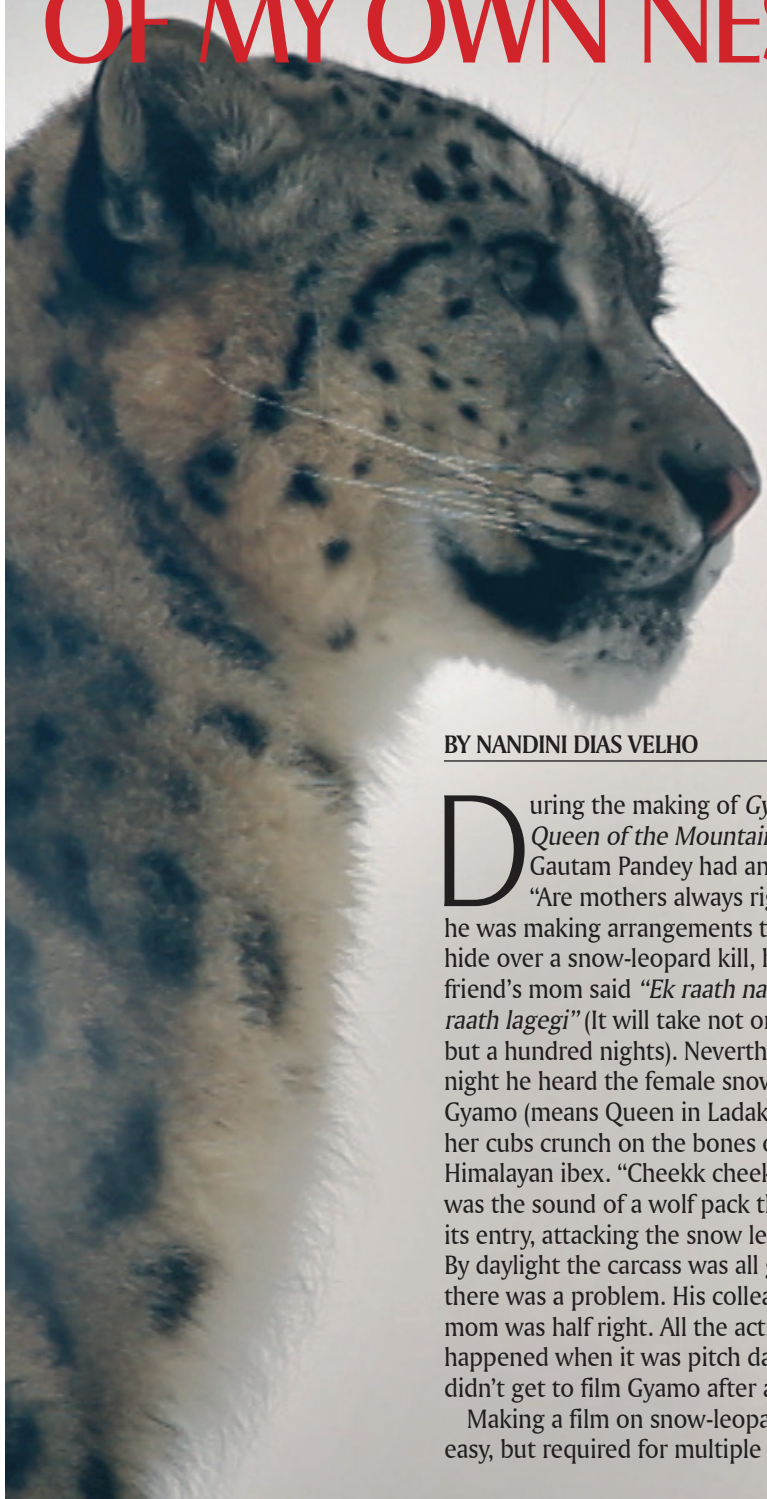 OF MY OWN NES
BY NANDINI DIAS VELHO
During the making of Gy
Queen of the Mountain
Gautam Pandey had an
“Are mothers always rig
he was making arrangements t
hide over a snow-leopard kill, h
friend’s mom said “Ek raath na
raath lagegi” (It will take not or
but a hundred nights). Neverth
night he heard the female snow
Gyamo (means Queen in Ladak
her cubs crunch on the bones o
Himalayan ibex. “Cheekk cheek
was the sound of a wolf pack th
its entry, attacking the snow le
By daylight the carcass was all g
there was a problem. His collea
mom was half right. All the act
happened when it was pitch da
didn’t get to film Gyamo after a
Making a film on snow-leopa
easy, but required for multiple